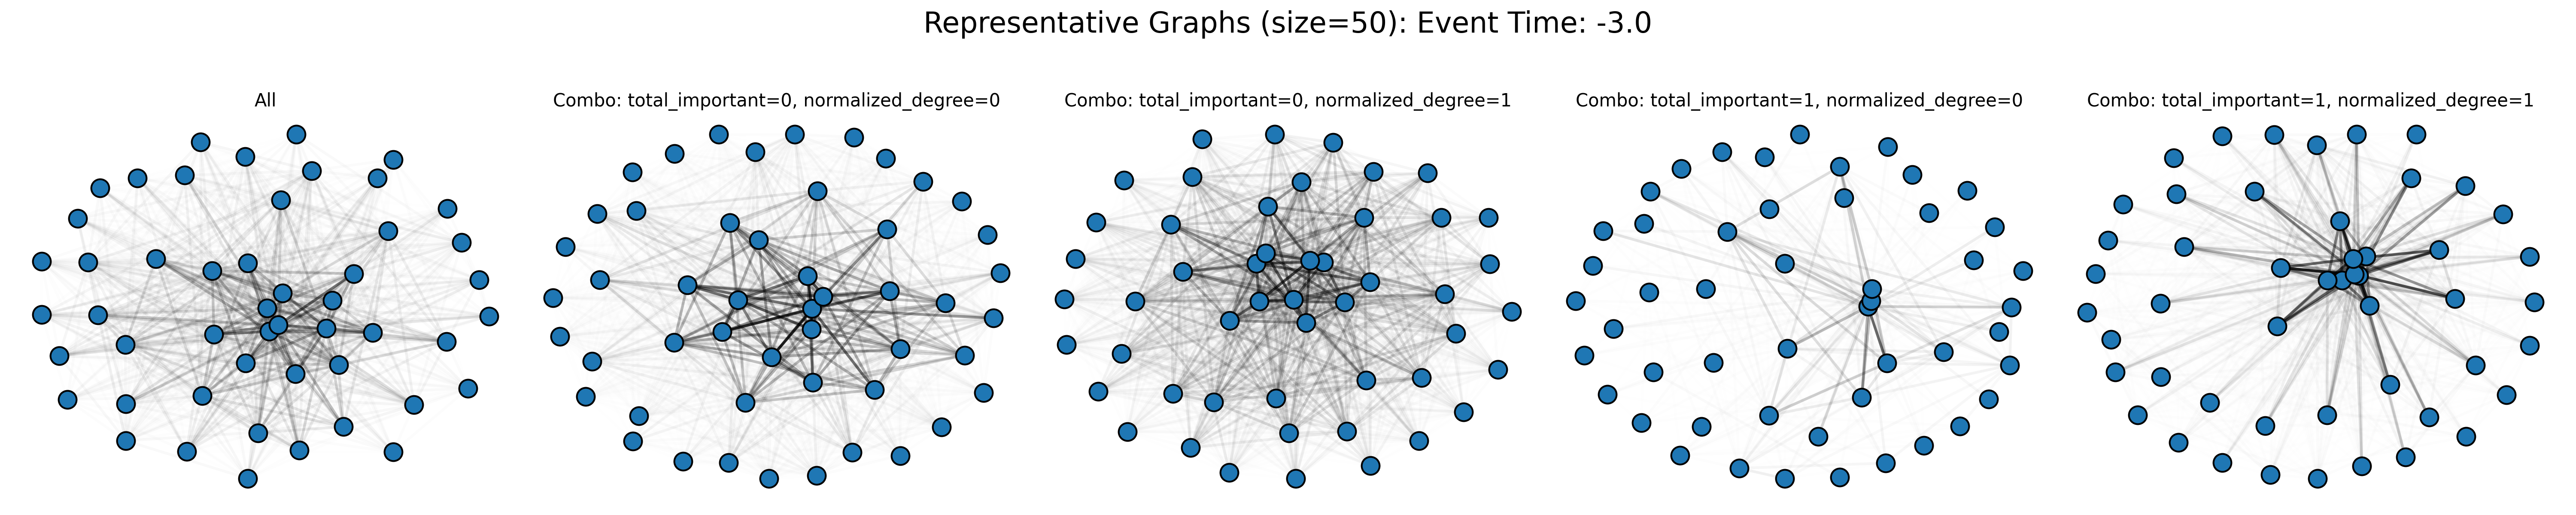 Representative Graphs (size=50): Event Time: -3.0
All
Combo: total_important=0, normalized_degree=0
Combo: total_important=0, normalized_degree=1
Combo: total_important=1, normalized_degree=0
Combo: total_important=1, normalized_degree=1